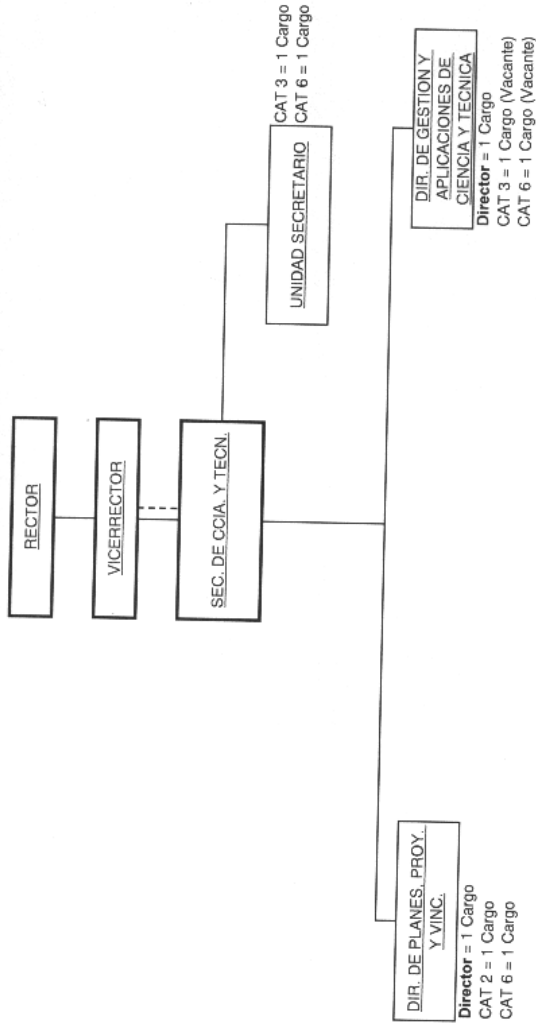 RECTOR
VICERRECTOR
SEC. DE CCIA. Y TECN.
UNIDAD SECRETARIO
CAT 3 = 1 Cargo
CAT 6 = 1 Cargo
DIR. DE PLANES, PROY.
Y VINC.
Director = 1 Cargo
CAT 2 = 1 Cargo
CAT 6 = 1 Cargo
DIR. DE GESTION Y
APLICACIONES DE
CIENCIA Y TECNICA
Director = 1 Cargo
CAT 3 = 1 Cargo (Vacante)
CAT 6 = 1 Cargo (Vacante)